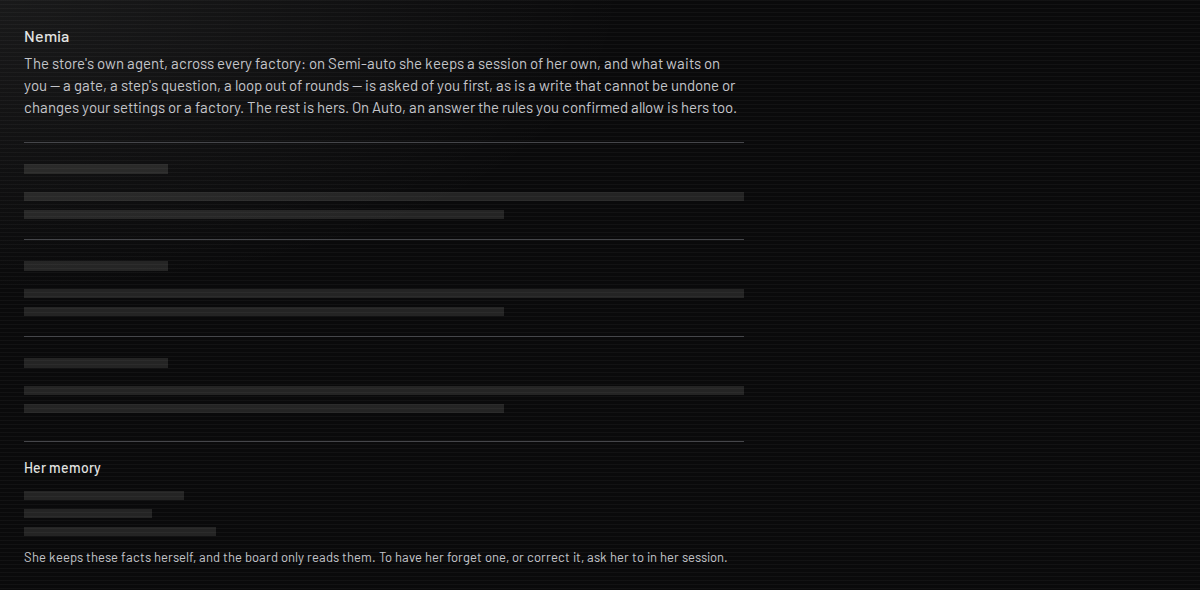 Nemia
The store's own agent, across every factory: on Semi-auto she keeps a session of her own, and what waits on
you — a gate, a step's question, a loop out of rounds — is asked of you first, as is a write that cannot be undone or
changes your settings or a factory. The rest is hers. On Auto, an answer the rules you confirmed allow is hers too.
Her memory
She keeps these facts herself, and the board only reads them. To have her forget one, or correct it, ask her to in her session.